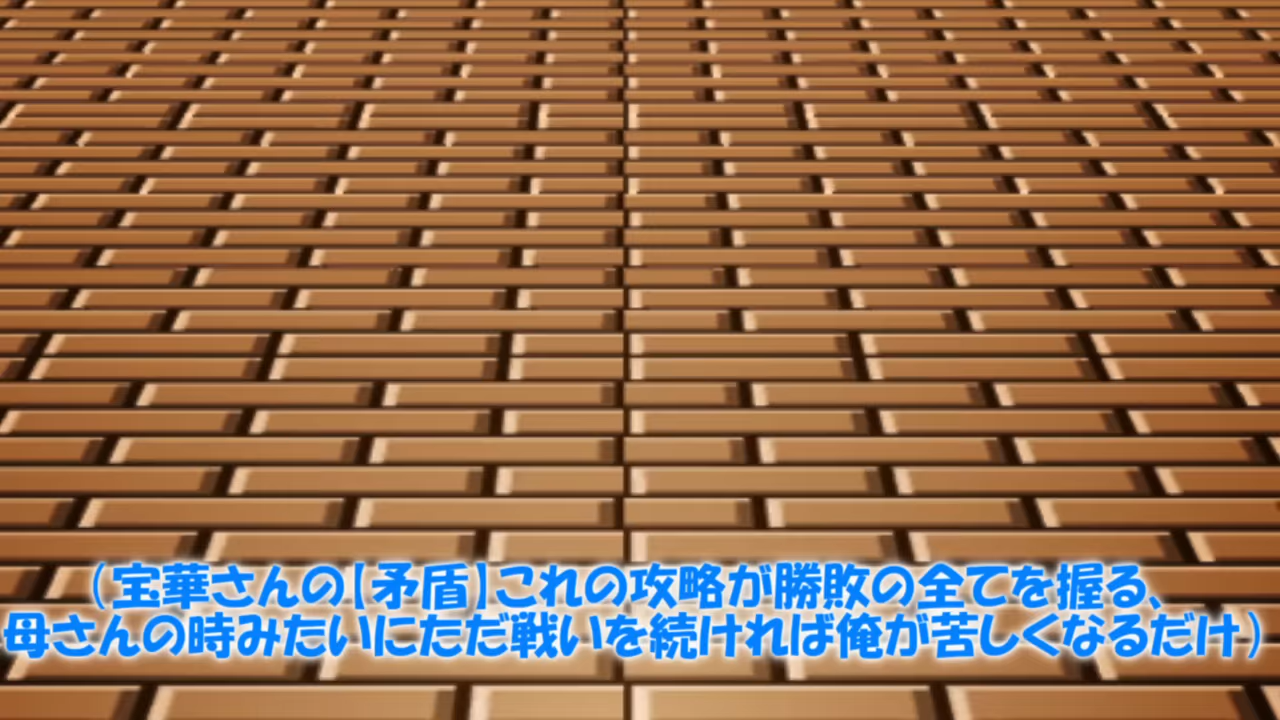 (宝華さんの【矛盾】これの攻略が勝敗の全てを握る、
母さんの時みたいにただ戦いを続ければ俺が苦しくなるだけ)